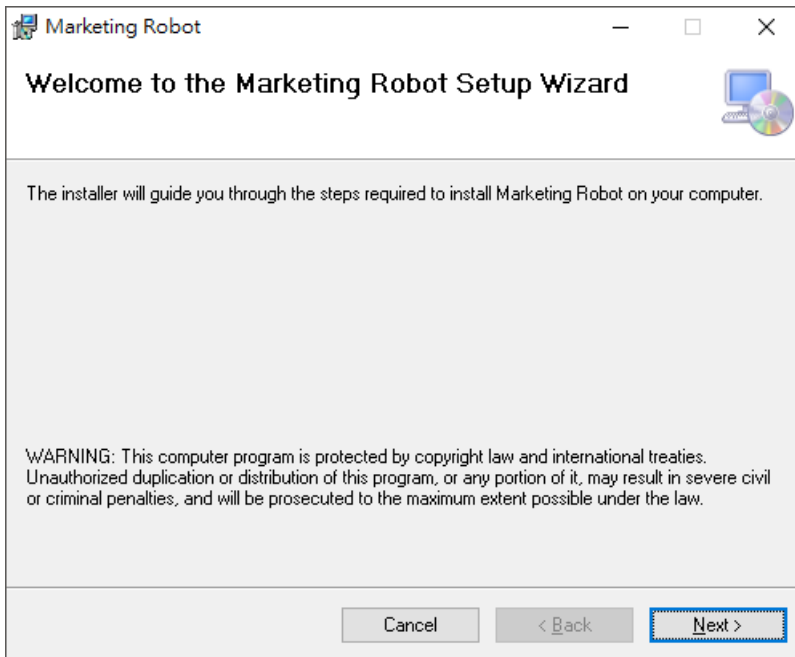 Marketing Robot
Welcome to the Marketing Robot Setup Wizard
The installer will guide you through the steps required to install Marketing Robot on your computer.
WARNING: This computer program is protected by copyright law and international treaties.
Unauthorized duplication or distribution of this program, or any portion of it, may result in severe civil
or criminal penalties, and will be prosecuted to the maximum extent possible under the law.
Cancel
< Back
Next >